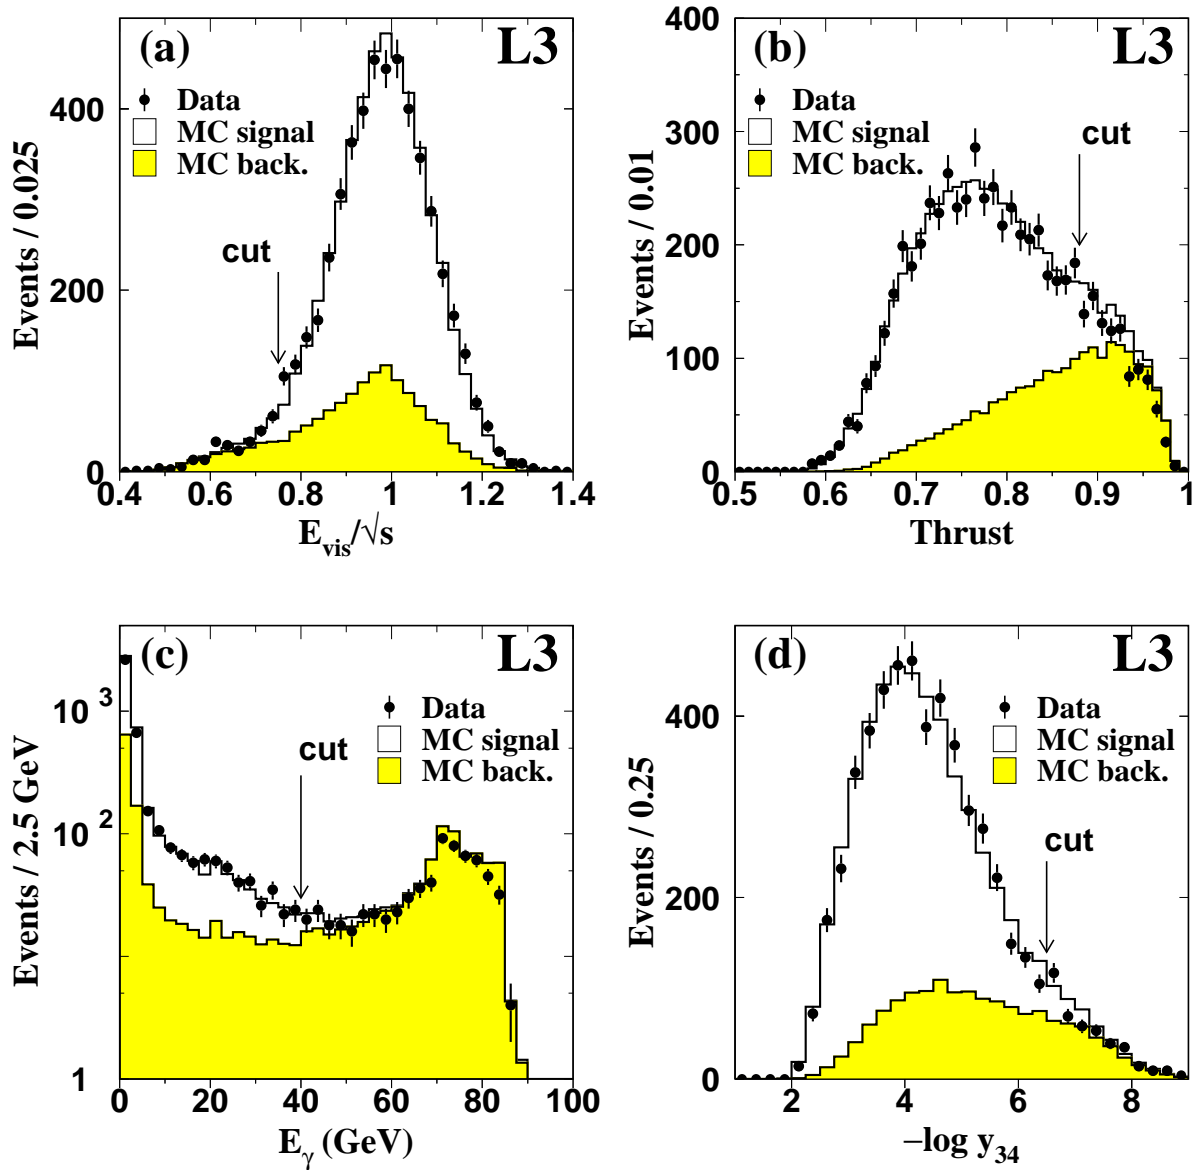 (a)
L3
Data
MC signal
MC back.
cut
Events / 0.025
400
200
0
0.4 0.6 0.8 1 1.2 1.4
E_vis/√s
(b)
L3
Data
MC signal
MC back.
cut
Events / 0.01
400
300
200
100
0
0.5 0.6 0.7 0.8 0.9 1
Thrust
(c)
L3
Data
MC signal
MC back.
cut
Events / 2.5 GeV
10^3
10^2
1
0 20 40 60 80 100
E_γ (GeV)
(d)
L3
Data
MC signal
MC back.
cut
Events / 0.25
400
200
0
2 4 6 8
−log y_34